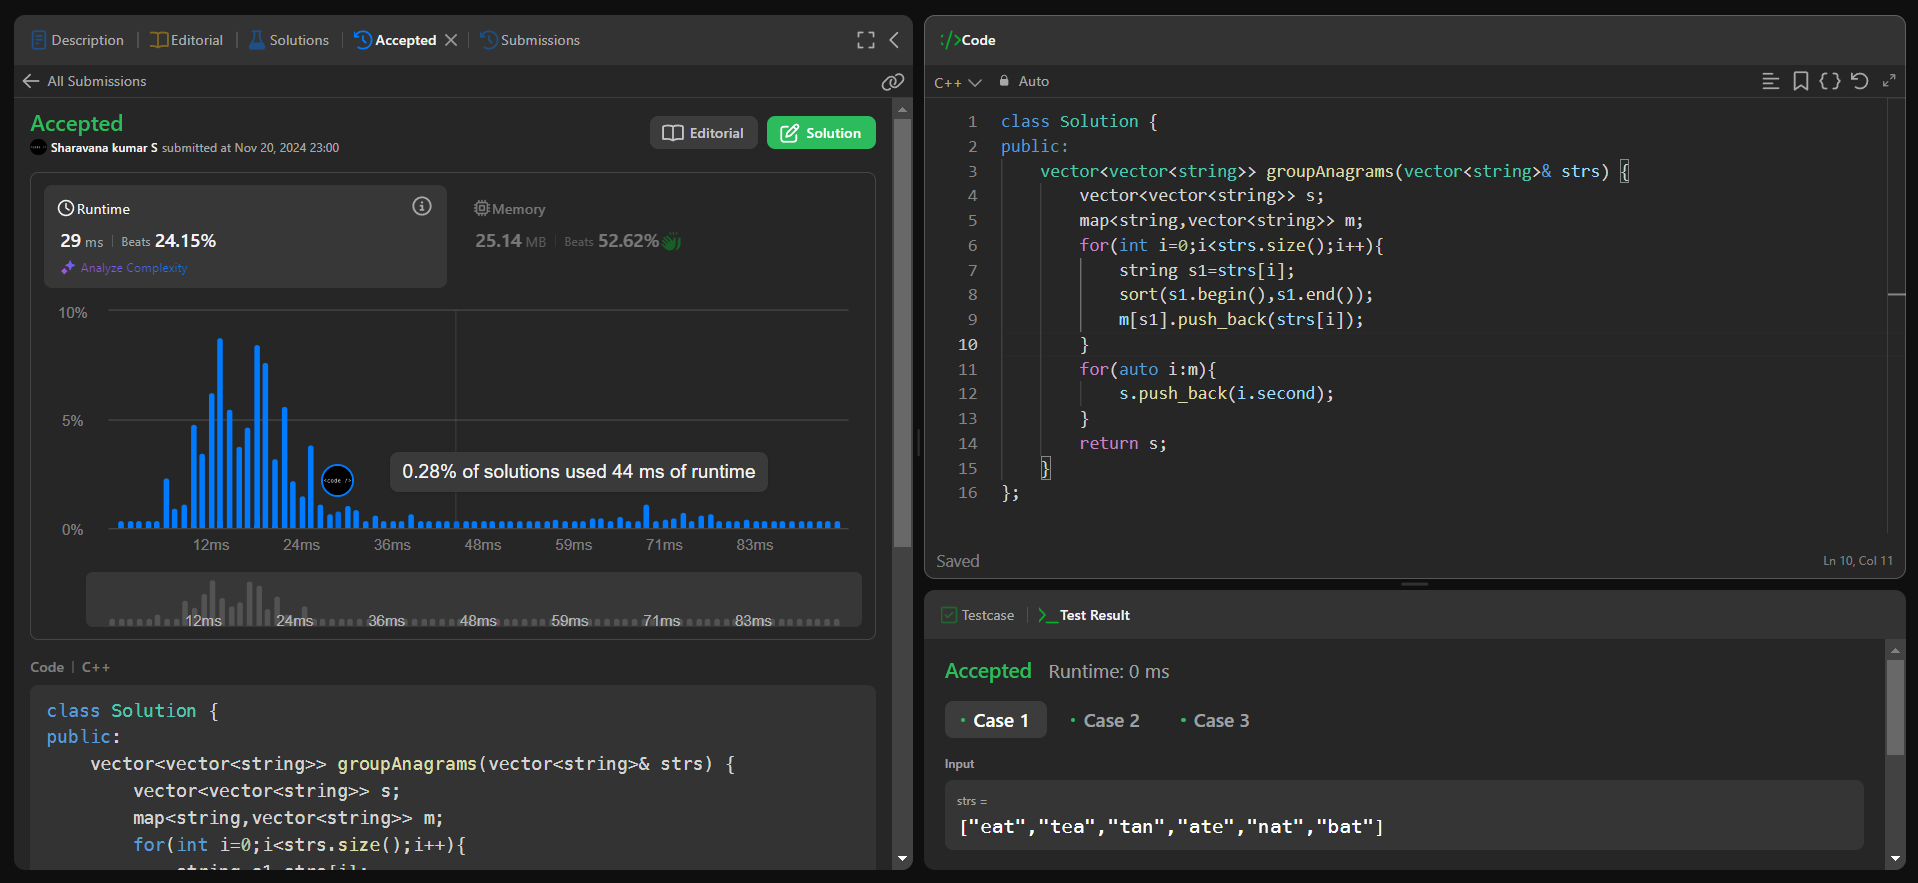 Description | Editorial | Solutions | Accepted | Submissions
All Submissions
Accepted
Sharavana kumar S submitted at Nov 20, 2024 23:00
Editorial
Solution
Runtime
29 ms | Beats 24.15%
Analyze Complexity
Memory
25.14 MB | Beats 52.62%
10%
5%
0%
0.28% of solutions used 44 ms of runtime
<code />
12ms 24ms 36ms 48ms 59ms 71ms 83ms
12ms 24ms 36ms 48ms 59ms 71ms 83ms
Code | C++
class Solution {
public:
    vector<vector<string>> groupAnagrams(vector<string>& strs) {
        vector<vector<string>> s;
        map<string,vector<string>> m;
        for(int i=0;i<strs.size();i++){
            string s1=strs[i];
</> Code
C++ Auto
1 class Solution {
2 public:
3     vector<vector<string>> groupAnagrams(vector<string>& strs) {
4         vector<vector<string>> s;
5         map<string,vector<string>> m;
6         for(int i=0;i<strs.size();i++){
7             string s1=strs[i];
8             sort(s1.begin(),s1.end());
9             m[s1].push_back(strs[i]);
10         }
11         for(auto i:m){
12             s.push_back(i.second);
13         }
14         return s;
15     }
16 };
Saved
Ln 10, Col 11
Testcase | >_ Test Result
Accepted Runtime: 0 ms
• Case 1 • Case 2 • Case 3
Input
strs =
["eat","tea","tan","ate","nat","bat"]